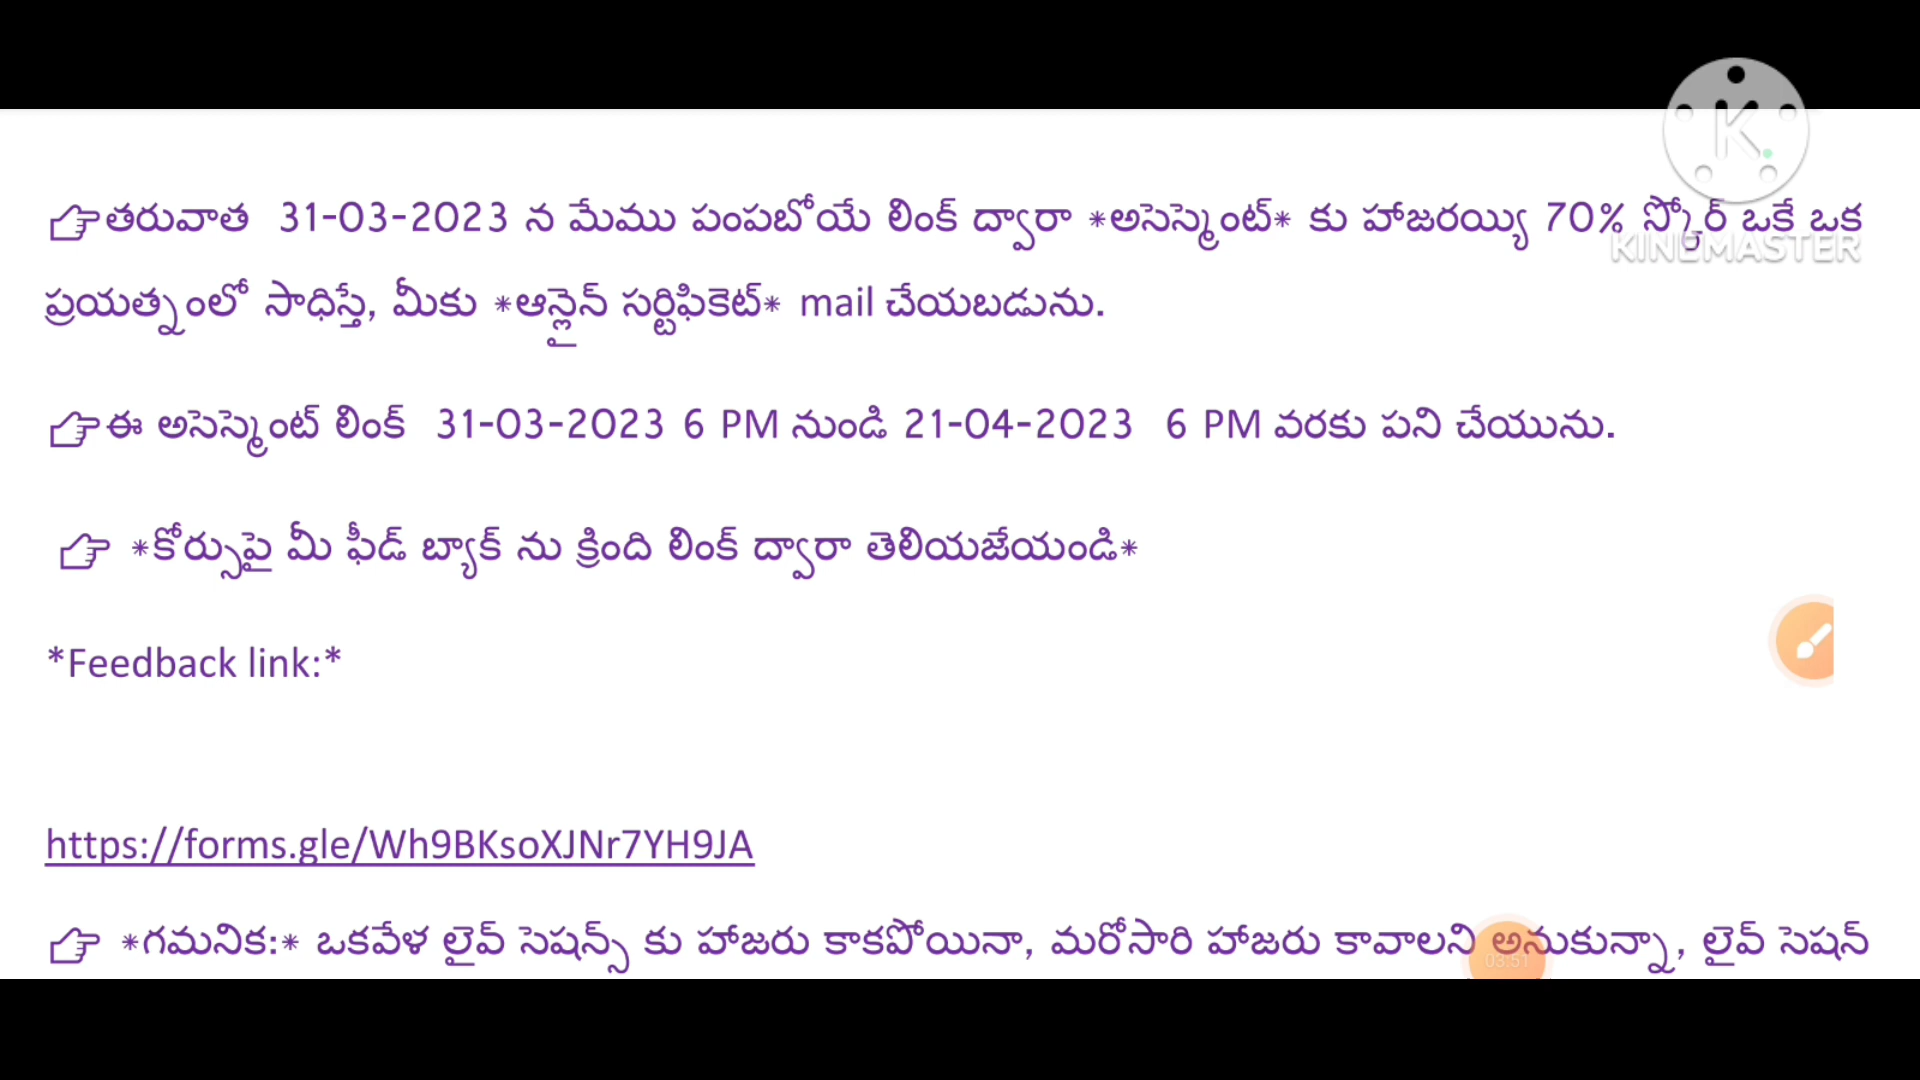 👉తరువాత 31-03-2023 న మేము పంపబోయే లింక్ ద్వారా *అసెస్మెంట్* కు హాజరయ్యి 70% స్కోర్ ఒకే ఒక
ప్రయత్నంలో సాధిస్తే, మీకు *ఆన్లైన్ సర్టిఫికెట్* mail చేయబడును.
👉ఈ అసెస్మెంట్ లింక్ 31-03-2023 6 PM నుండి 21-04-2023 6 PM వరకు పని చేయును.
👉 *కోర్సుపై మీ ఫీడ్ బ్యాక్ ను క్రింది లింక్ ద్వారా తెలియజేయండి*
*Feedback link:*
https://forms.gle/Wh9BKsoXJNr7YH9JA
👉 *గమనిక:* ఒకవేళ లైవ్ సెషన్స్ కు హాజరు కాకపోయినా, మరోసారి హాజరు కావాలని అనుకున్నా, లైవ్ సెషన్
K
KINEMASTER
03:51